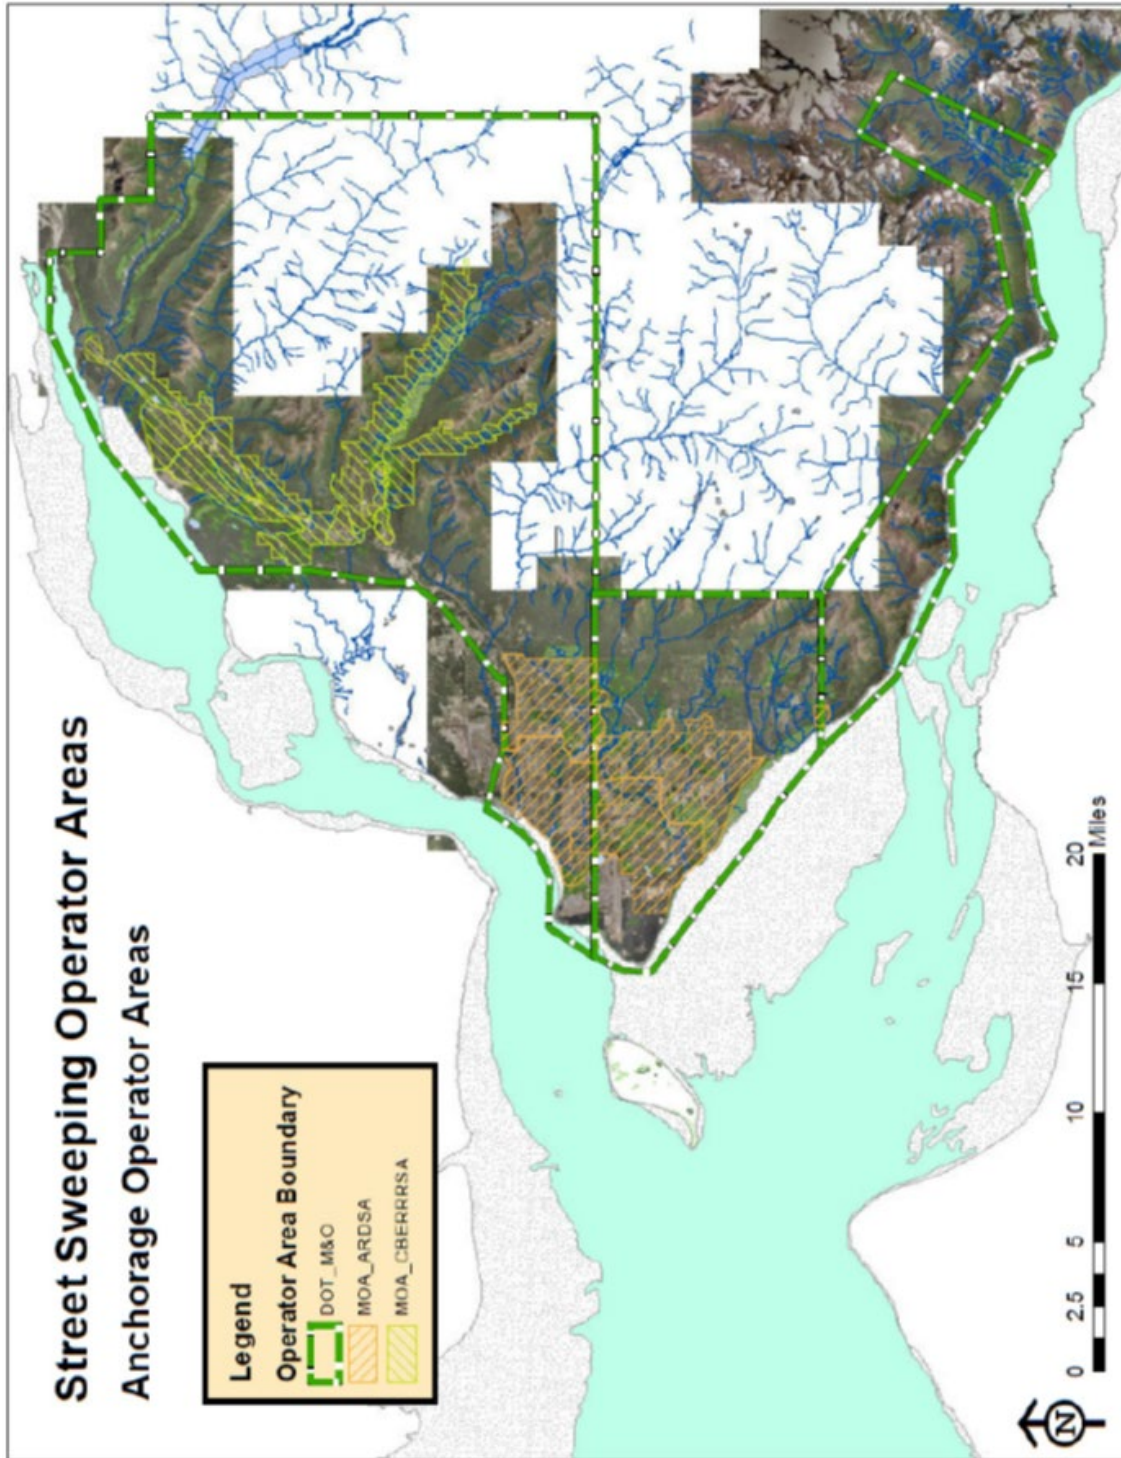 Street Sweeping Operator Areas
Anchorage Operator Areas
Legend
Operator Area Boundary
DOT_M&O
MOA_ARDSA
MOA_CBERRRSA
N
0 2.5 5 10 15 20
Miles